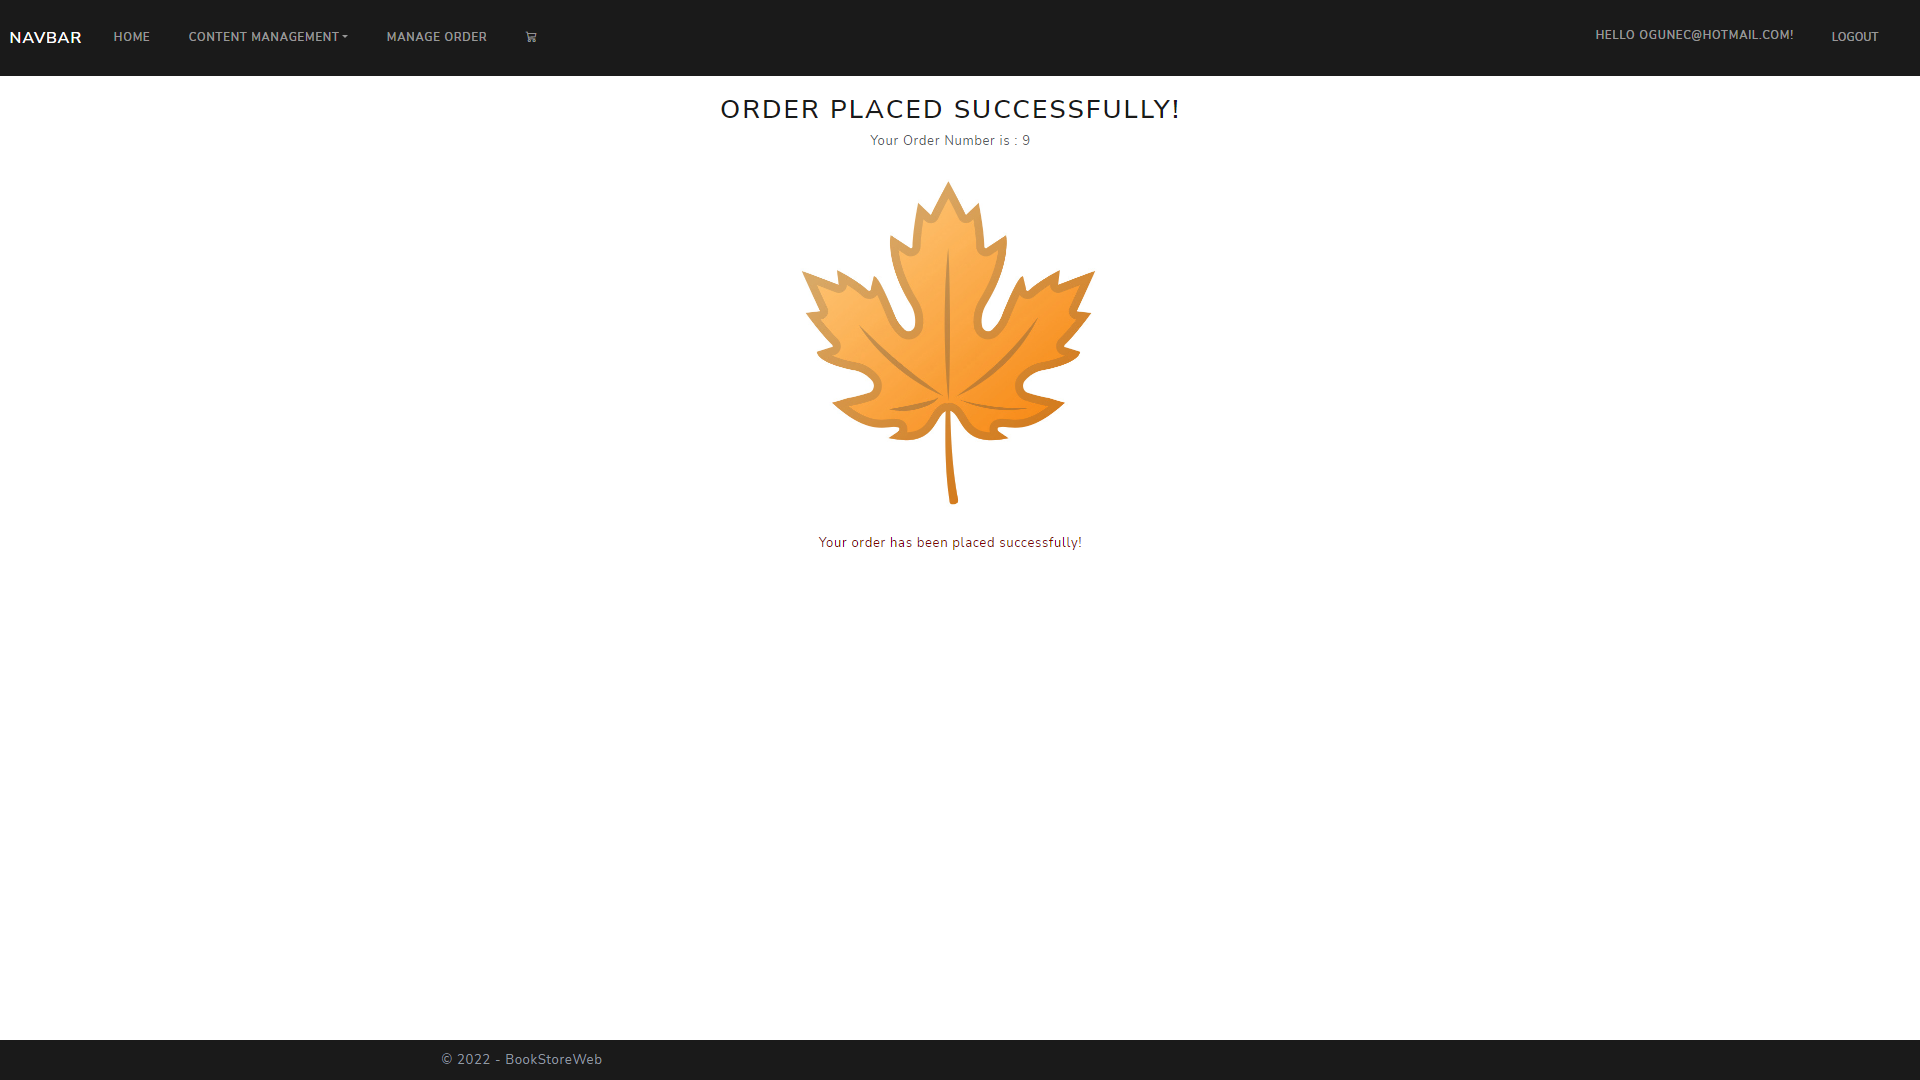 NAVBAR HOME CONTENT MANAGEMENT MANAGE ORDER HELLO OGUNEC@HOTMAIL.COM! LOGOUT
ORDER PLACED SUCCESSFULLY!
Your Order Number is : 9
Your order has been placed successfully!
© 2022 - BookStoreWeb